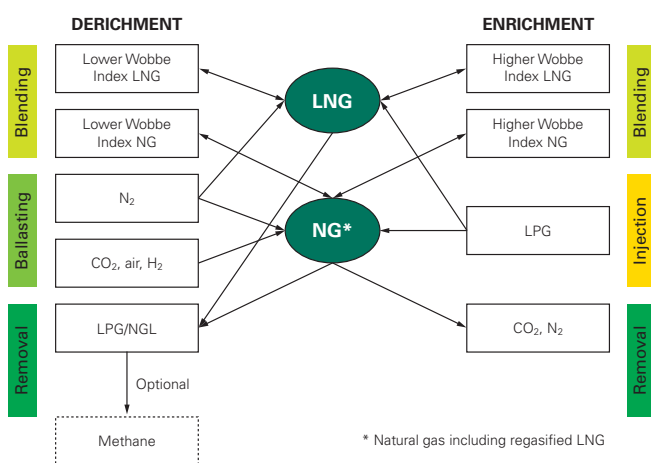 DERICHMENT
ENRICHMENT
Blending
Lower Wobbe
Index LNG
Lower Wobbe
Index NG
LNG
Higher Wobbe
Index LNG
Higher Wobbe
Index NG
Blending
Ballasting
N₂
CO₂, air, H₂
NG*
LPG
Injection
Removal
LPG/NGL
CO₂, N₂
Removal
Optional
Methane
* Natural gas including regasified LNG